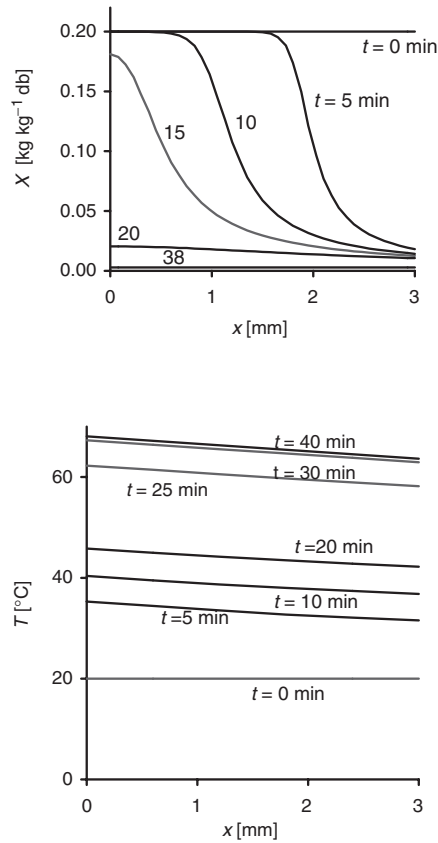 0.20
t = 0 min
X [kg kg⁻¹ db]
0.15
t = 5 min
15
10
0.10
0.05
20
38
0.00
0 1 2 3
x [mm]
t = 40 min
60
t = 30 min
t = 25 min
t =20 min
T [°C]
40
t = 10 min
t =5 min
20
t = 0 min
0
0 1 2 3
x [mm]